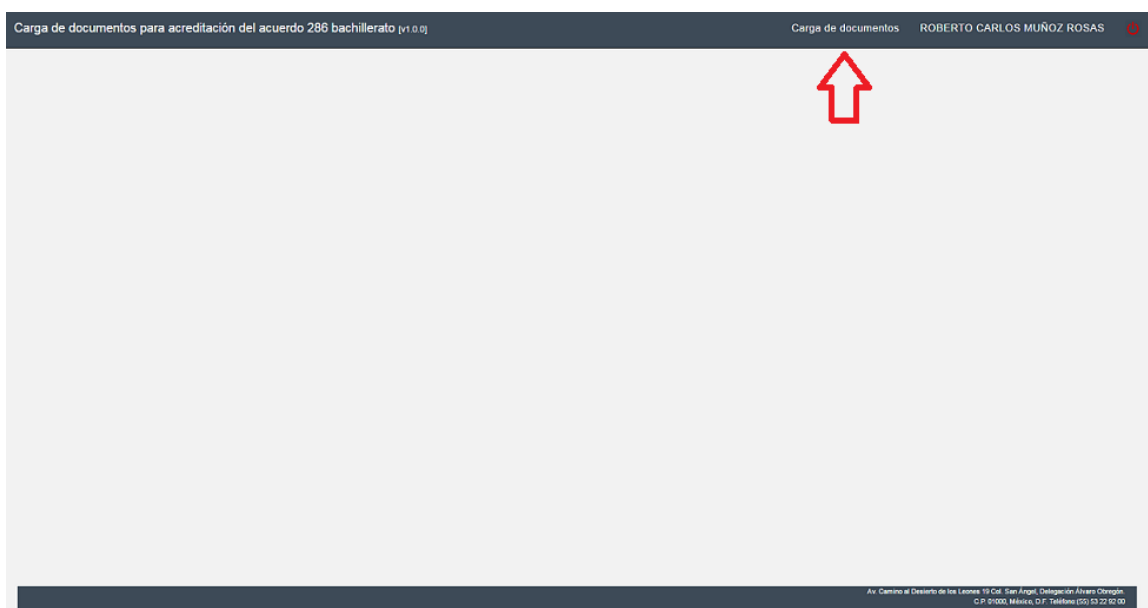 Carga de documentos para acreditación del acuerdo 286 bachillerato [v1.0.0]
Carga de documentos
ROBERTO CARLOS MUÑOZ ROSAS
Av. Camino al Desierto de los Leones 19 Col. San Ángel, Delegación Álvaro Obregón.
C.P. 01000, México, D.F. Teléfono (55) 53 22 92 00